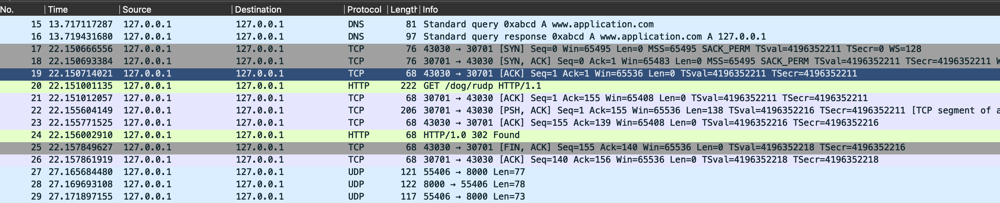 No. Time Source Destination Protocol Length Info
15 13.717117287 127.0.0.1 127.0.0.1 DNS 81 Standard query 0xabcd A www.application.com
16 13.719431680 127.0.0.1 127.0.0.1 DNS 97 Standard query response 0xabcd A www.application.com A 127.0.0.1
17 22.150666556 127.0.0.1 127.0.0.1 TCP 76 43030 → 30701 [SYN] Seq=0 Win=65495 Len=0 MSS=65495 SACK_PERM TSval=4196352211 TSecr=0 WS=128
18 22.150693384 127.0.0.1 127.0.0.1 TCP 76 30701 → 43030 [SYN, ACK] Seq=0 Ack=1 Win=65483 Len=0 MSS=65495 SACK_PERM TSval=4196352211 TSecr=4196352211
19 22.150714021 127.0.0.1 127.0.0.1 TCP 68 43030 → 30701 [ACK] Seq=1 Ack=1 Win=65536 Len=0 TSval=4196352211 TSecr=4196352211
20 22.151001135 127.0.0.1 127.0.0.1 HTTP 222 GET /dog/rudp HTTP/1.1
21 22.151012057 127.0.0.1 127.0.0.1 TCP 68 30701 → 43030 [ACK] Seq=1 Ack=155 Win=65408 Len=0 TSval=4196352211 TSecr=4196352211
22 22.155604149 127.0.0.1 127.0.0.1 TCP 206 30701 → 43030 [PSH, ACK] Seq=1 Ack=155 Win=65536 Len=138 TSval=4196352216 TSecr=4196352211 [TCP segment of a
23 22.155771525 127.0.0.1 127.0.0.1 TCP 68 43030 → 30701 [ACK] Seq=155 Ack=139 Win=65408 Len=0 TSval=4196352216 TSecr=4196352216
24 22.156002910 127.0.0.1 127.0.0.1 HTTP 68 HTTP/1.0 302 Found
25 22.157849627 127.0.0.1 127.0.0.1 TCP 68 43030 → 30701 [FIN, ACK] Seq=155 Ack=140 Win=65536 Len=0 TSval=4196352218 TSecr=4196352216
26 22.157861919 127.0.0.1 127.0.0.1 TCP 68 30701 → 43030 [ACK] Seq=140 Ack=156 Win=65536 Len=0 TSval=4196352218 TSecr=4196352218
27 27.165684480 127.0.0.1 127.0.0.1 UDP 121 55406 → 8000 Len=77
28 27.169693108 127.0.0.1 127.0.0.1 UDP 122 8000 → 55406 Len=78
29 27.171897155 127.0.0.1 127.0.0.1 UDP 117 55406 → 8000 Len=73